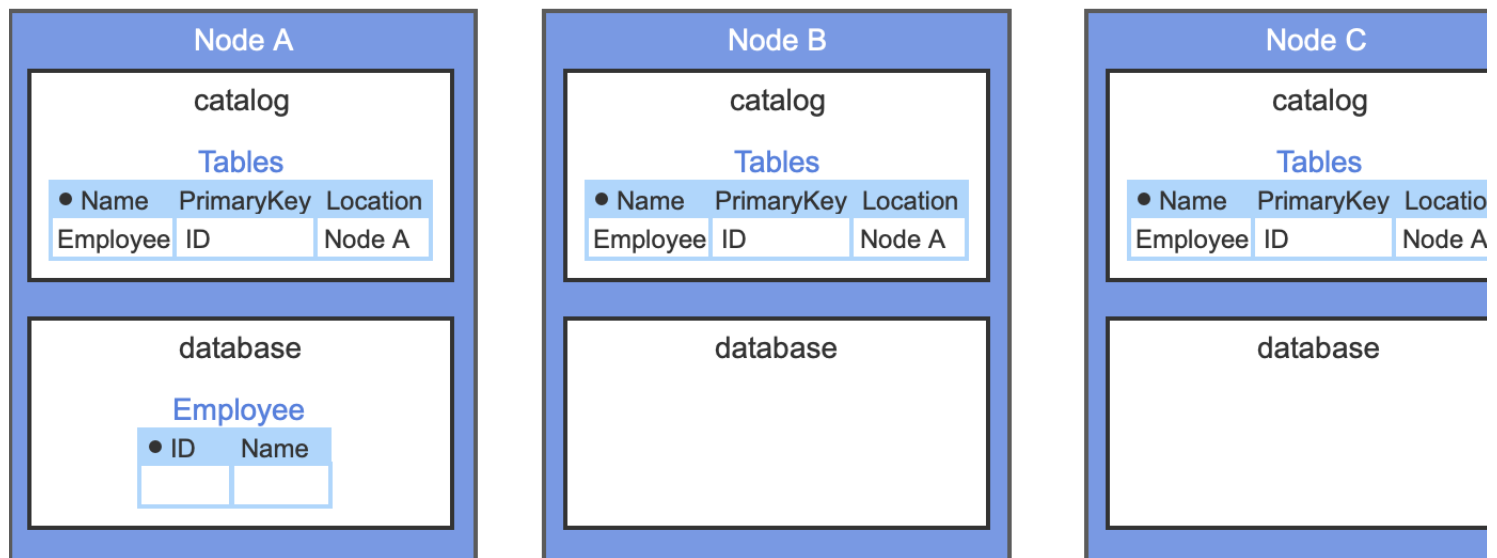 Node A
catalog
Tables
• Name PrimaryKey Location
Employee ID Node A
database
Employee
• ID Name
Node B
catalog
Tables
• Name PrimaryKey Location
Employee ID Node A
database
Node C
catalog
Tables
• Name PrimaryKey Locatio
Employee ID Node A
database